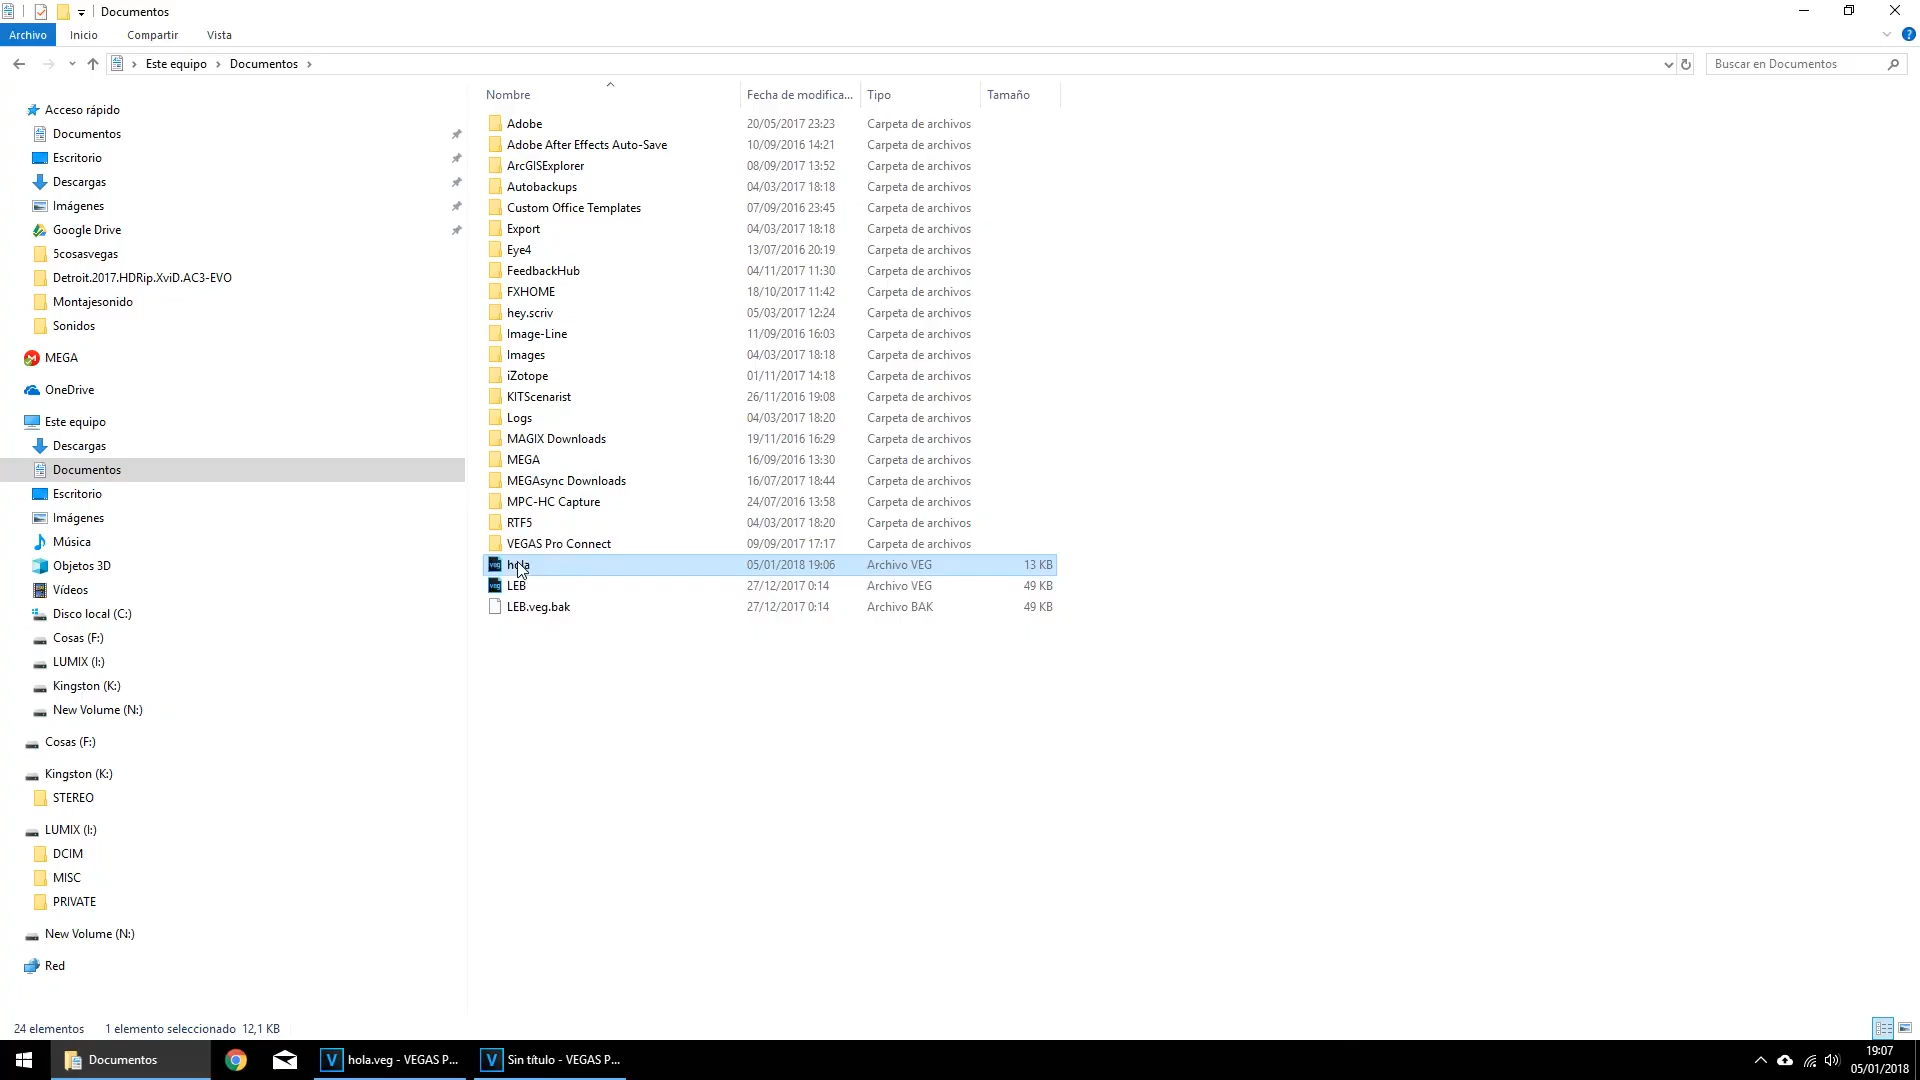 Documentos
Archivo Inicio Compartir Vista
Este equipo Documentos Buscar en Documentos
Nombre Fecha de modifica... Tipo Tamaño
Acceso rápido
Documentos
Escritorio
Descargas
Imágenes
Google Drive
5cosasvegas
Detroit.2017.HDRip.XviD.AC3-EVO
Montajesonido
Sonidos
MEGA
OneDrive
Este equipo
Descargas
Documentos
Escritorio
Imágenes
Música
Objetos 3D
Vídeos
Disco local (C:)
Cosas (F:)
LUMIX (I:)
Kingston (K:)
New Volume (N:)
Cosas (F:)
Kingston (K:)
STEREO
LUMIX (I:)
DCIM
MISC
PRIVATE
New Volume (N:)
Red
Adobe 20/05/2017 23:23 Carpeta de archivos
Adobe After Effects Auto-Save 10/09/2016 14:21 Carpeta de archivos
ArcGISExplorer 08/09/2017 13:52 Carpeta de archivos
Autobackups 04/03/2017 18:18 Carpeta de archivos
Custom Office Templates 07/09/2016 23:45 Carpeta de archivos
Export 04/03/2017 18:18 Carpeta de archivos
Eye4 13/07/2016 20:19 Carpeta de archivos
FeedbackHub 04/11/2017 11:30 Carpeta de archivos
FXHOME 18/10/2017 11:42 Carpeta de archivos
hey.scriv 05/03/2017 12:24 Carpeta de archivos
Image-Line 11/09/2016 16:03 Carpeta de archivos
Images 04/03/2017 18:18 Carpeta de archivos
iZotope 01/11/2017 14:18 Carpeta de archivos
KITScenarist 26/11/2016 19:08 Carpeta de archivos
Logs 04/03/2017 18:20 Carpeta de archivos
MAGIX Downloads 19/11/2016 16:29 Carpeta de archivos
MEGA 16/09/2016 13:30 Carpeta de archivos
MEGAsync Downloads 16/07/2017 18:44 Carpeta de archivos
MPC-HC Capture 24/07/2016 13:58 Carpeta de archivos
RTF5 04/03/2017 18:20 Carpeta de archivos
VEGAS Pro Connect 09/09/2017 17:17 Carpeta de archivos
hola 05/01/2018 19:06 Archivo VEG 13 KB
LEB 27/12/2017 0:14 Archivo VEG 49 KB
LEB.veg.bak 27/12/2017 0:14 Archivo BAK 49 KB
24 elementos 1 elemento seleccionado 12,1 KB
Documentos hola.veg - VEGAS P... Sin título - VEGAS P... 19:07
05/01/2018